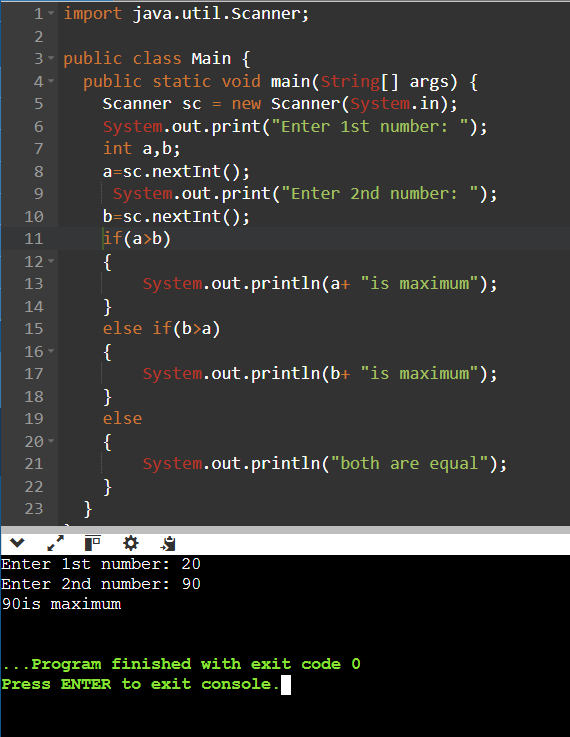 1 import java.util.Scanner;
2
3 public class Main {
4 public static void main(String[] args) {
5 Scanner sc = new Scanner(System.in);
6 System.out.print("Enter 1st number: ");
7 int a,b;
8 a=sc.nextInt();
9 System.out.print("Enter 2nd number: ");
10 b=sc.nextInt();
11 if(a>b)
12 {
13 System.out.println(a+ "is maximum");
14 }
15 else if(b>a)
16 {
17 System.out.println(b+ "is maximum");
18 }
19 else
20 {
21 System.out.println("both are equal");
22 }
23 }
Enter 1st number: 20
Enter 2nd number: 90
90is maximum
...Program finished with exit code 0
Press ENTER to exit console.